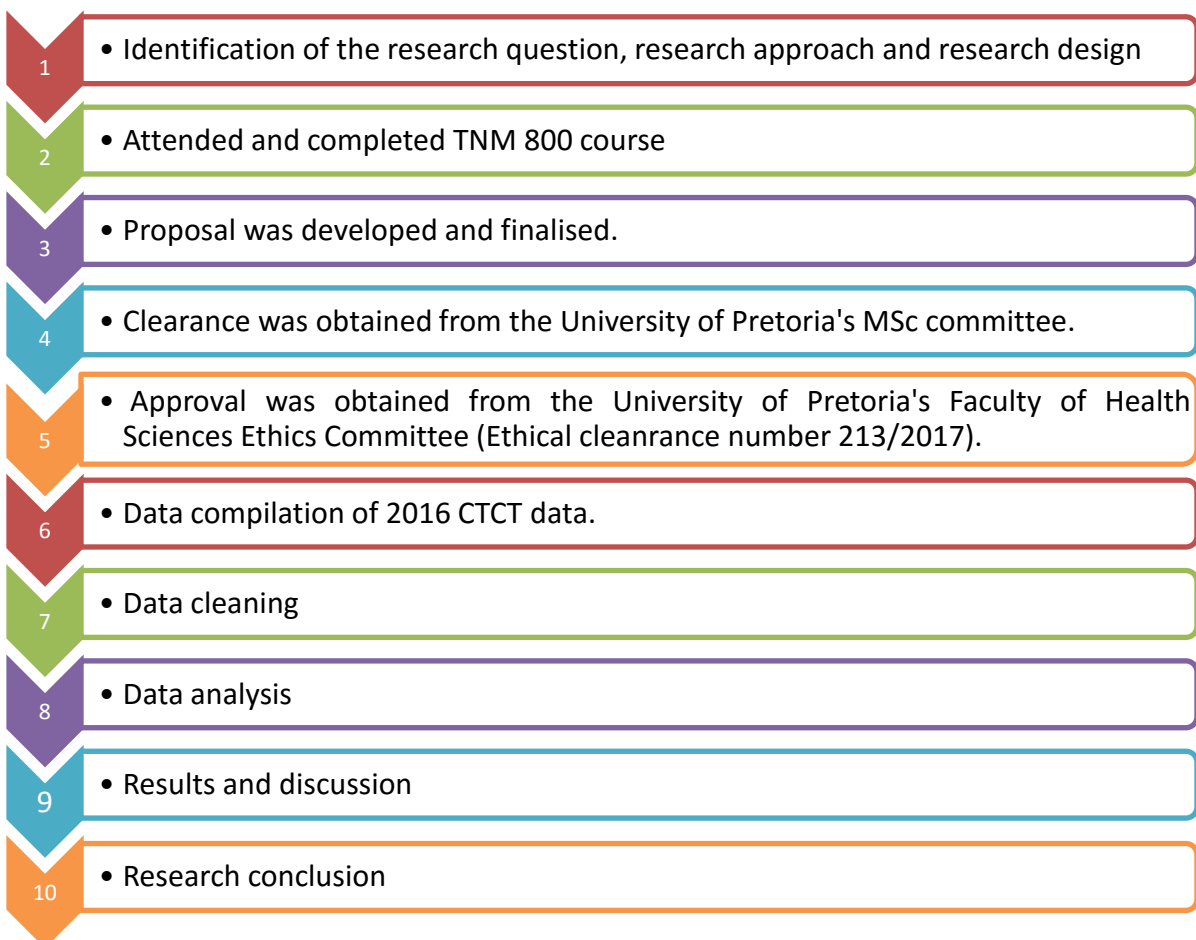 1
• Identification of the research question, research approach and research design
2
• Attended and completed TNM 800 course
3
• Proposal was developed and finalised.
4
• Clearance was obtained from the University of Pretoria's MSc committee.
5
• Approval was obtained from the University of Pretoria's Faculty of Health
Sciences Ethics Committee (Ethical cleanrance number 213/2017).
6
• Data compilation of 2016 CTCT data.
7
• Data cleaning
8
• Data analysis
9
• Results and discussion
10
• Research conclusion